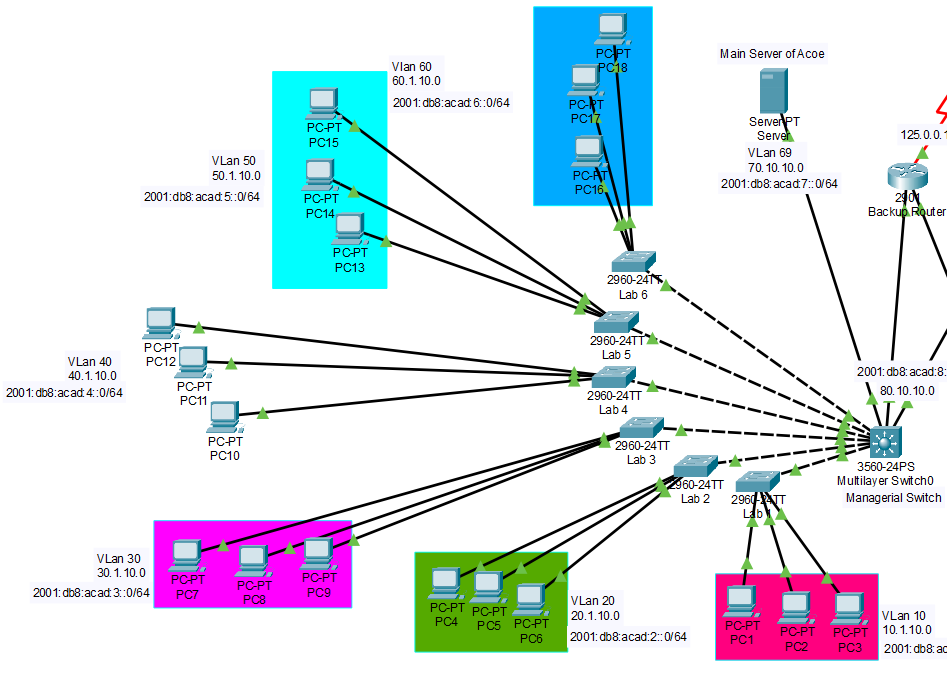 Main Server of Acoe
Server-PT
Server
VLan 69
70.10.10.0
2001:db8:acad:7::0/64
125.0.0.1
2901
Backup Router
Vlan 60
60.1.10.0
2001:db8:acad:6::0/64
PC-PT
PC18
PC-PT
PC17
PC-PT
PC16
2960-24TT
Lab 6
VLan 50
50.1.10.0
2001:db8:acad:5::0/64
PC-PT
PC15
PC-PT
PC14
PC-PT
PC13
2960-24TT
Lab 5
VLan 40
40.1.10.0
2001:db8:acad:4::0/64
PC-PT
PC12
PC-PT
PC11
PC-PT
PC10
2960-24TT
Lab 4
2001:db8:acad:8:
80.10.10.0
3560-24PS
Multilayer Switch0
Managerial Switch
2960-24TT
Lab 3
2960-24TT
Lab 2
2960-24TT
Lab 1
VLan 30
30.1.10.0
2001:db8:acad:3::0/64
PC-PT
PC7
PC-PT
PC8
PC-PT
PC9
PC-PT
PC4
PC-PT
PC5
PC-PT
PC6
VLan 20
20.1.10.0
2001:db8:acad:2::0/64
PC-PT
PC1
PC-PT
PC2
PC-PT
PC3
VLan 10
10.1.10.0
2001:db8:ac